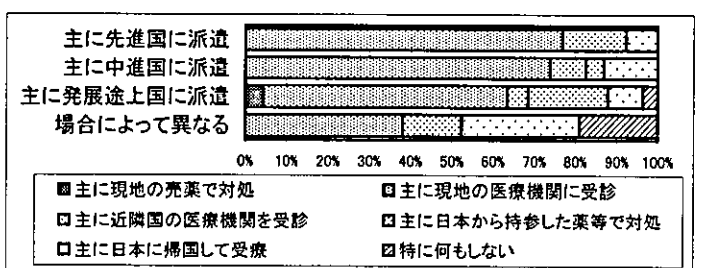 主に先進国に派遣
主に中進国に派遣
主に発展途上国に派遣
場合によって異なる
0% 10% 20% 30% 40% 50% 60% 70% 80% 90% 100%
主に現地の売薬で対処 主に現地の医療機関に受診
主に近隣国の医療機関を受診 主に日本から持参した薬等で対処
主に日本に帰国して受療 特に何もしない